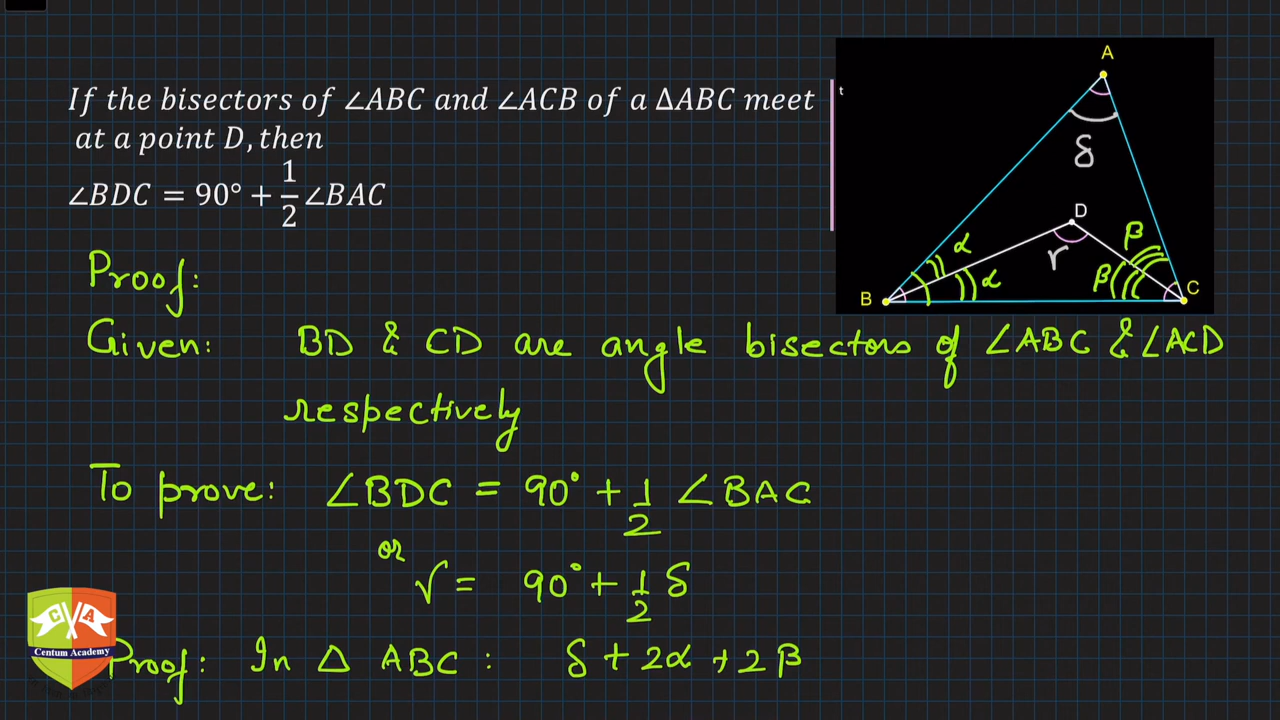 If the bisectors of ∠ABC and ∠ACB of a ΔABC meet
at a point D, then
∠BDC = 90° + 1/2 ∠BAC
t
A
δ
D
r
α
α
β
β
B
C
Proof:
Given: BD & CD are angle bisectors of ∠ABC & ∠ACD
respectively
To prove: ∠BDC = 90° + 1/2 ∠BAC
or
r = 90° + 1/2 δ
Proof: In Δ ABC: δ + 2α + 2β
C A
Centum Academy